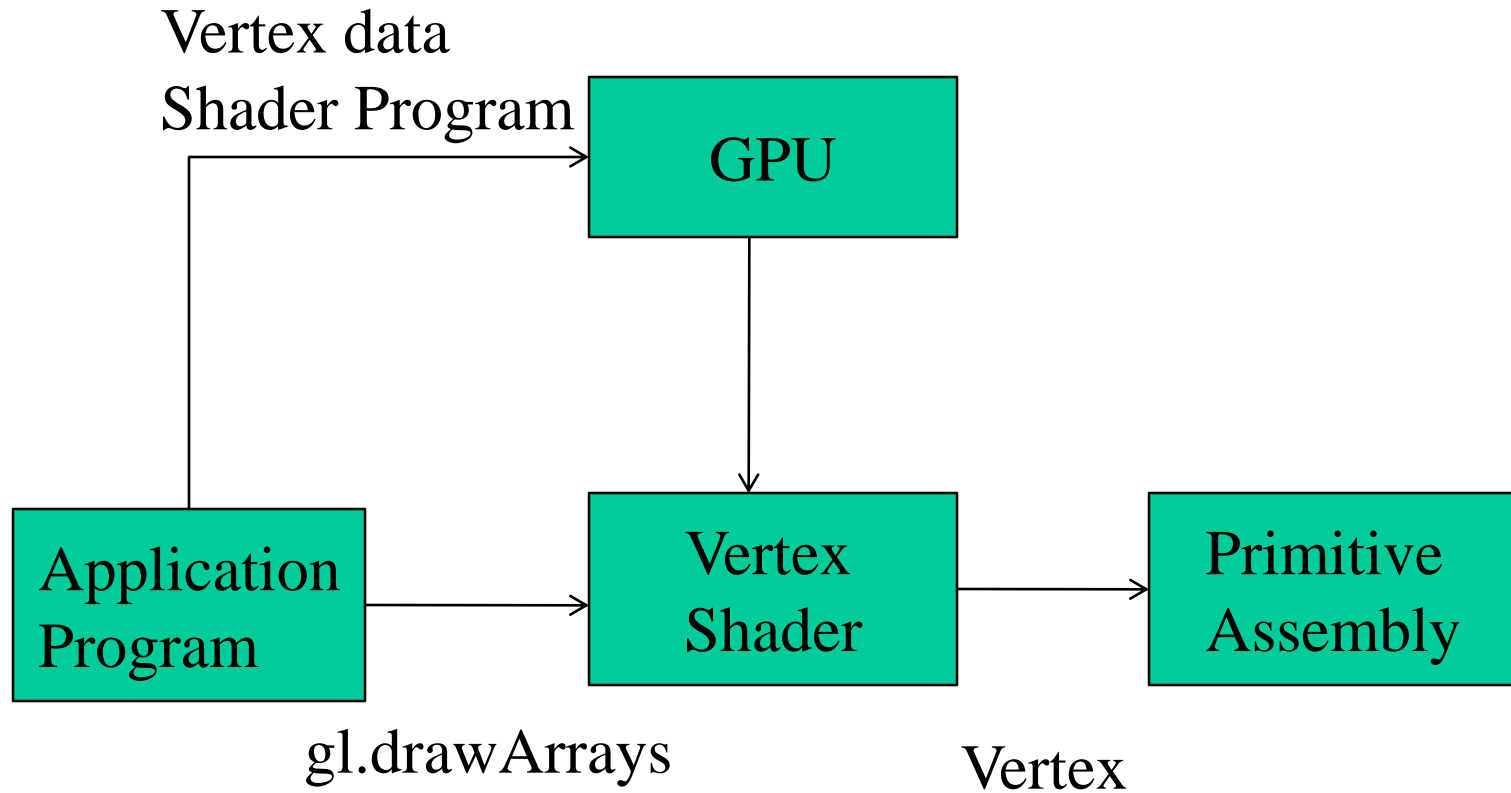 Vertex data
Shader Program
GPU
Application
Program
Vertex
Shader
Primitive
Assembly
gl.drawArrays
Vertex